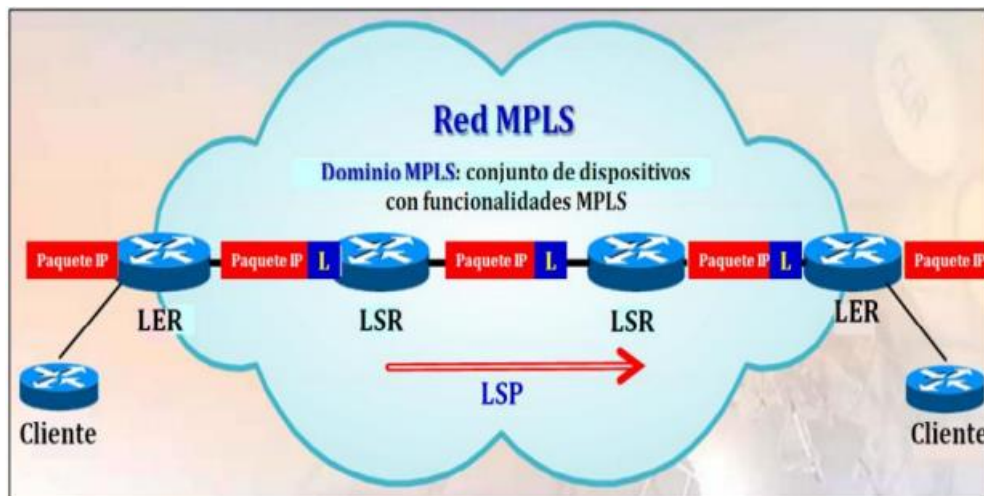 Red MPLS
Dominio MPLS: conjunto de dispositivos
con funcionalidades MPLS
Paquete IP
Paquete IP L
Paquete IP L
Paquete IP L
Paquete IP
LER
LSR
LSR
LER
LSP
Cliente
Cliente